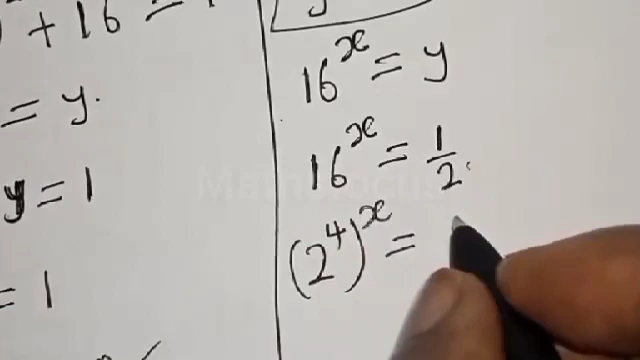 + 16 =
= y.
y = 1
= 1
16^x = y
16^x = 1/2
(2^4)^x =